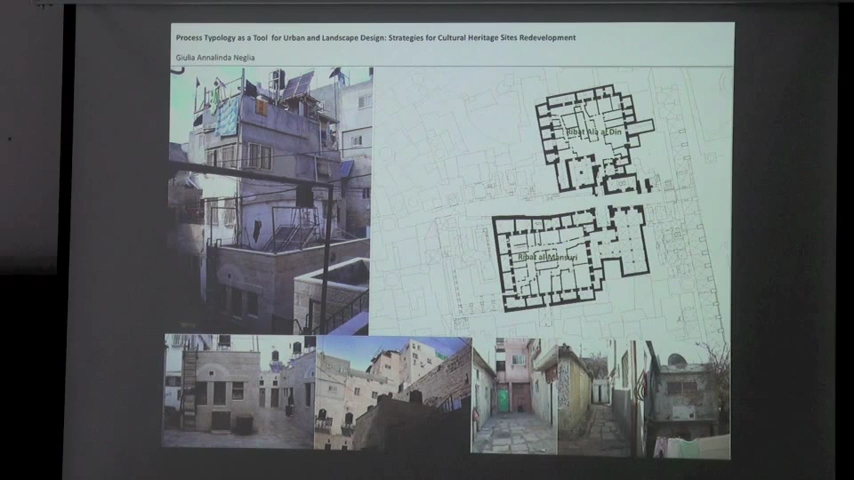 Process Typology as a Tool for Urban and Landscape Design: Strategies for Cultural Heritage Sites Redevelopment
Giulia Annalinda Neglia
Ribat Ala al Din
Ribat al Mansuri